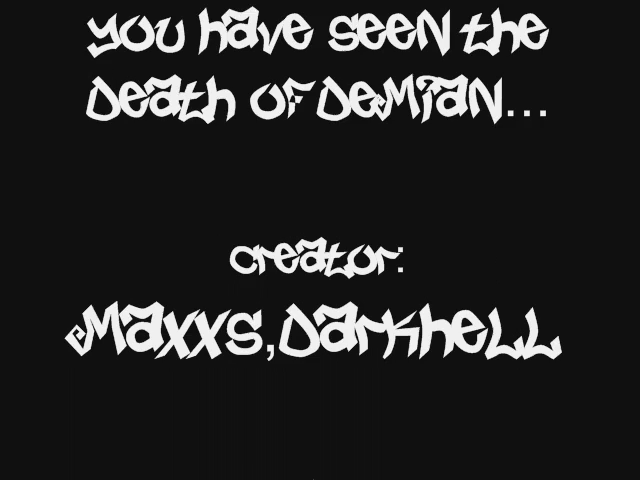 you have seen the
Death of Demian...
creator:
Maxxs,Darkhell